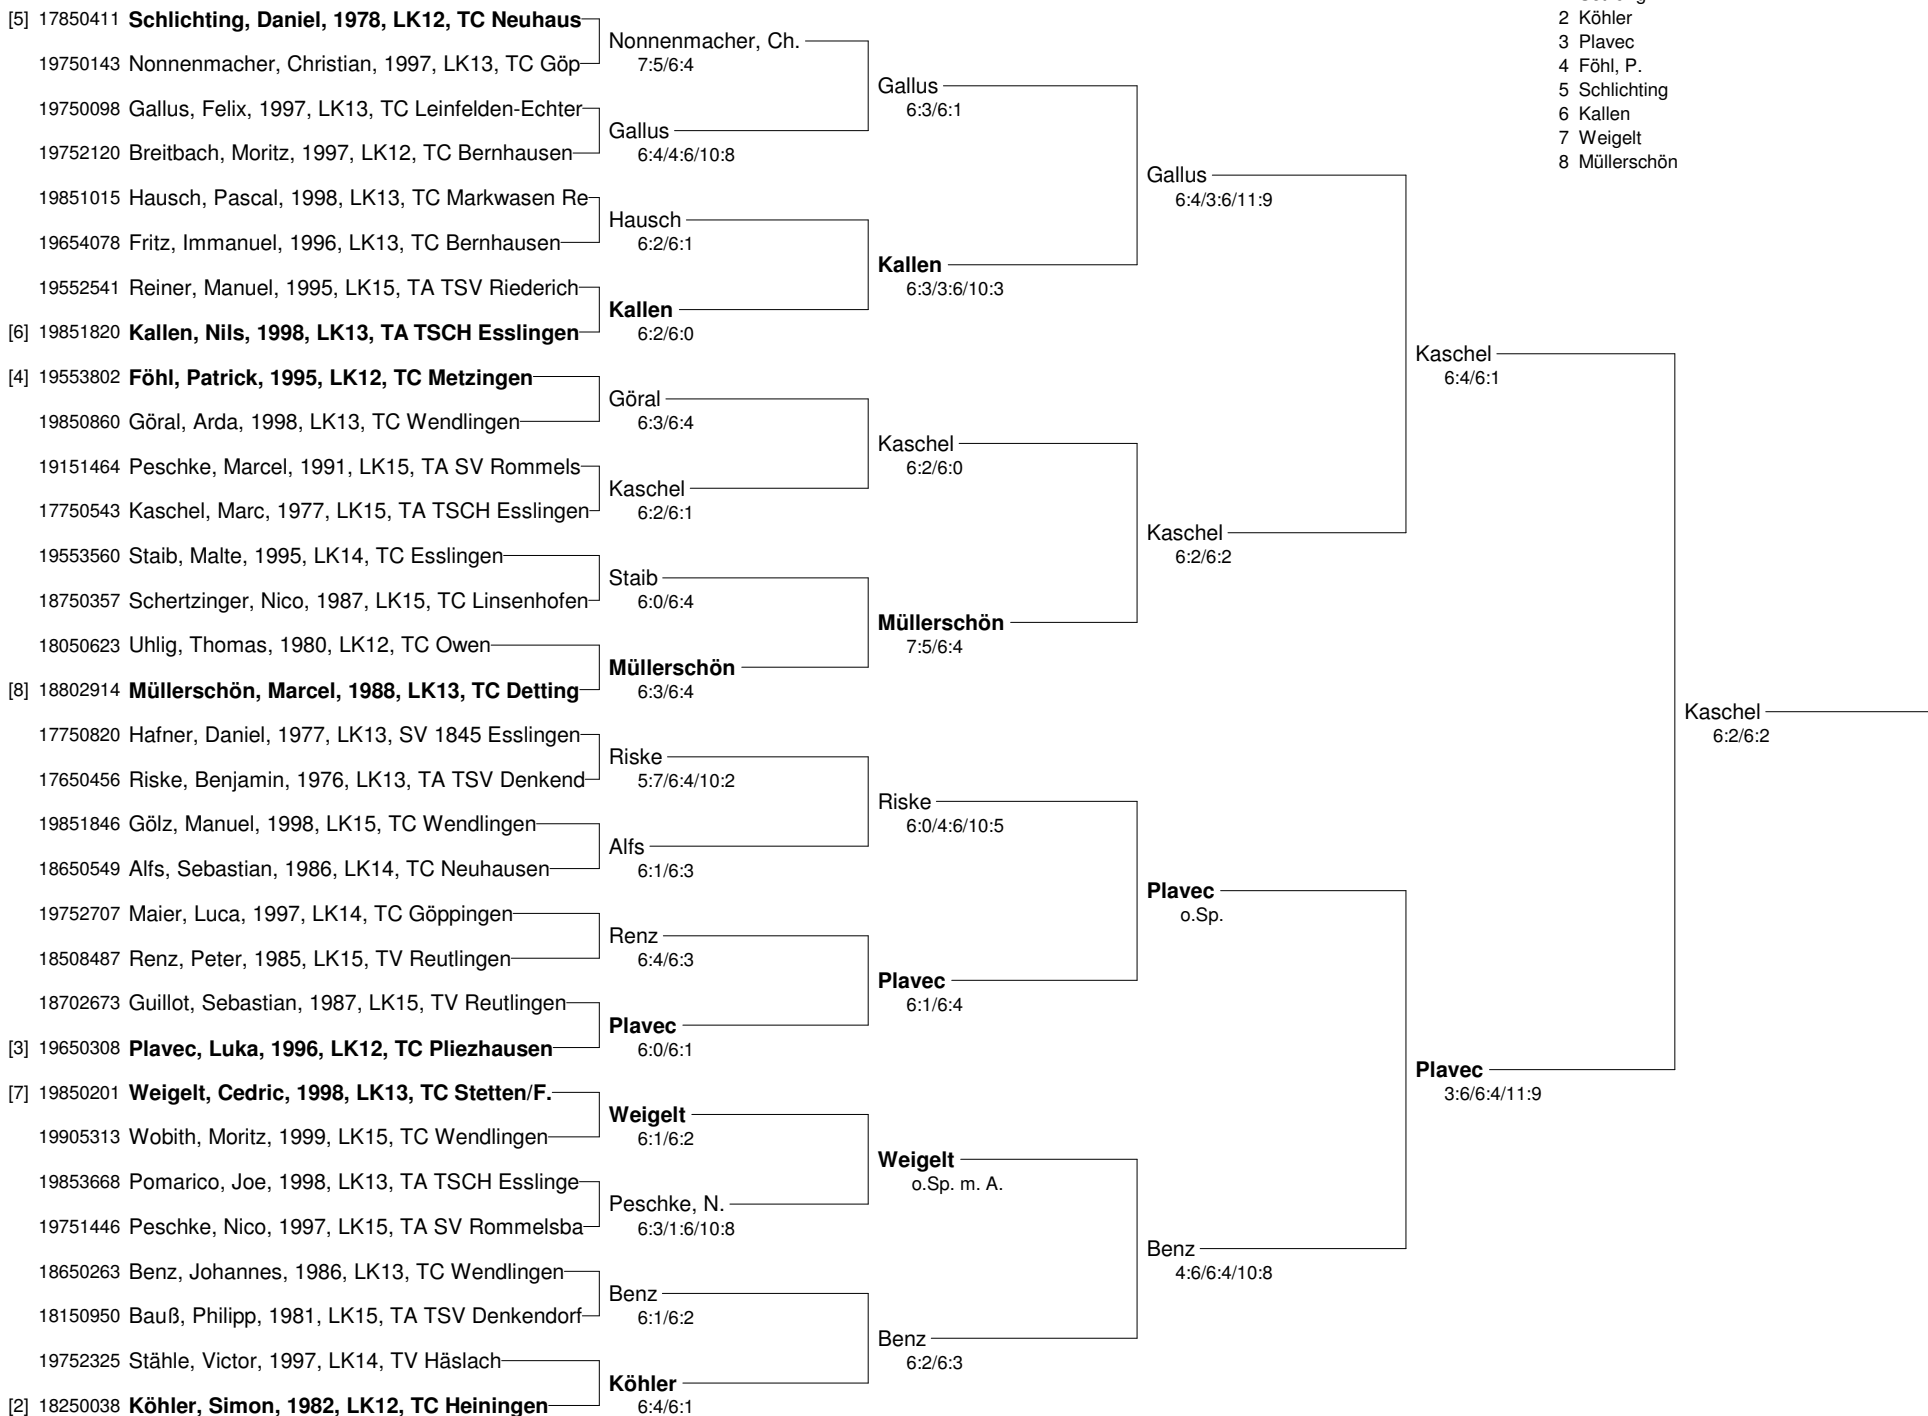 [5] 17850411 Schlichting, Daniel, 1978, LK12, TC Neuhaus
19750143 Nonnenmacher, Christian, 1997, LK13, TC Göp
19750098 Gallus, Felix, 1997, LK13, TC Leinfelden-Echter
19752120 Breitbach, Moritz, 1997, LK12, TC Bernhausen
19851015 Hausch, Pascal, 1998, LK13, TC Markwasen Re
19654078 Fritz, Immanuel, 1996, LK13, TC Bernhausen
19552541 Reiner, Manuel, 1995, LK15, TA TSV Riederich
[6] 19851820 Kallen, Nils, 1998, LK13, TA TSCH Esslingen
[4] 19553802 Föhl, Patrick, 1995, LK12, TC Metzingen
19850860 Göral, Arda, 1998, LK13, TC Wendlingen
19151464 Peschke, Marcel, 1991, LK15, TA SV Rommels
17750543 Kaschel, Marc, 1977, LK15, TA TSCH Esslingen
19553560 Staib, Malte, 1995, LK14, TC Esslingen
18750357 Schertzinger, Nico, 1987, LK15, TC Linsenhofen
18050623 Uhlig, Thomas, 1980, LK12, TC Owen
[8] 18802914 Müllerschön, Marcel, 1988, LK13, TC Detting
17750820 Hafner, Daniel, 1977, LK13, SV 1845 Esslingen
17650456 Riske, Benjamin, 1976, LK13, TA TSV Denkend
19851846 Gölz, Manuel, 1998, LK15, TC Wendlingen
18650549 Alfs, Sebastian, 1986, LK14, TC Neuhausen
19752707 Maier, Luca, 1997, LK14, TC Göppingen
18508487 Renz, Peter, 1985, LK15, TV Reutlingen
18702673 Guillot, Sebastian, 1987, LK15, TV Reutlingen
[3] 19650308 Plavec, Luka, 1996, LK12, TC Pliezhausen
[7] 19850201 Weigelt, Cedric, 1998, LK13, TC Stetten/F.
19905313 Wobith, Moritz, 1999, LK15, TC Wendlingen
19853668 Pomarico, Joe, 1998, LK13, TA TSCH Esslinge
19751446 Peschke, Nico, 1997, LK15, TA SV Rommelsba
18650263 Benz, Johannes, 1986, LK13, TC Wendlingen
18150950 Bauß, Philipp, 1981, LK15, TA TSV Denkendorf
19752325 Stähle, Victor, 1997, LK14, TV Häslach
[2] 18250038 Köhler, Simon, 1982, LK12, TC Heiningen
Nonnenmacher, Ch.
7:5/6:4
Gallus
6:4/4:6/10:8
Hausch
6:2/6:1
Kallen
6:2/6:0
Göral
6:3/6:4
Kaschel
6:2/6:1
Staib
6:0/6:4
Müllerschön
6:3/6:4
Riske
5:7/6:4/10:2
Alfs
6:1/6:3
Renz
6:4/6:3
Plavec
6:0/6:1
Weigelt
6:1/6:2
Peschke, N.
6:3/1:6/10:8
Benz
6:1/6:2
Köhler
6:4/6:1
Gallus
6:3/6:1
Kallen
6:3/3:6/10:3
Kaschel
6:2/6:0
Müllerschön
7:5/6:4
Riske
6:0/4:6/10:5
Plavec
6:1/6:4
Weigelt
o.Sp. m. A.
Benz
6:2/6:3
Gallus
6:4/3:6/11:9
Kaschel
6:2/6:2
Plavec
o.Sp.
Benz
4:6/6:4/10:8
Kaschel
6:4/6:1
Plavec
3:6/6:4/11:9
Kaschel
6:2/6:2
2 Köhler
3 Plavec
4 Föhl, P.
5 Schlichting
6 Kallen
7 Weigelt
8 Müllerschön